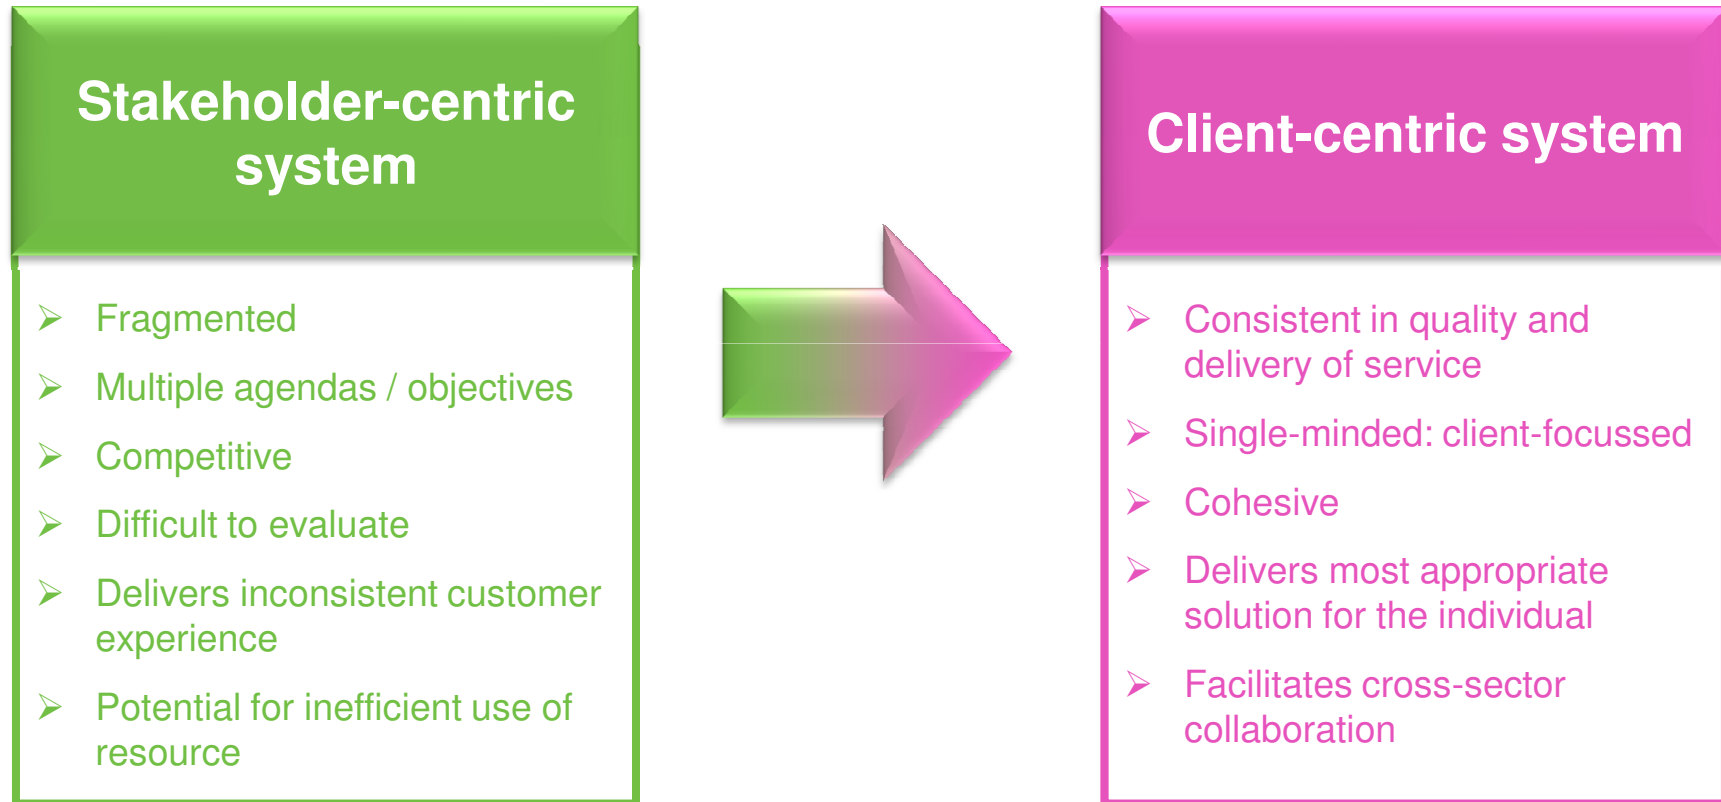 Stakeholder-centric
system
➢ Fragmented
➢ Multiple agendas / objectives
➢ Competitive
➢ Difficult to evaluate
➢ Delivers inconsistent customer
experience
➢ Potential for inefficient use of
resource
Client-centric system
➢ Consistent in quality and
delivery of service
➢ Single-minded: client-focussed
➢ Cohesive
➢ Delivers most appropriate
solution for the individual
➢ Facilitates cross-sector
collaboration